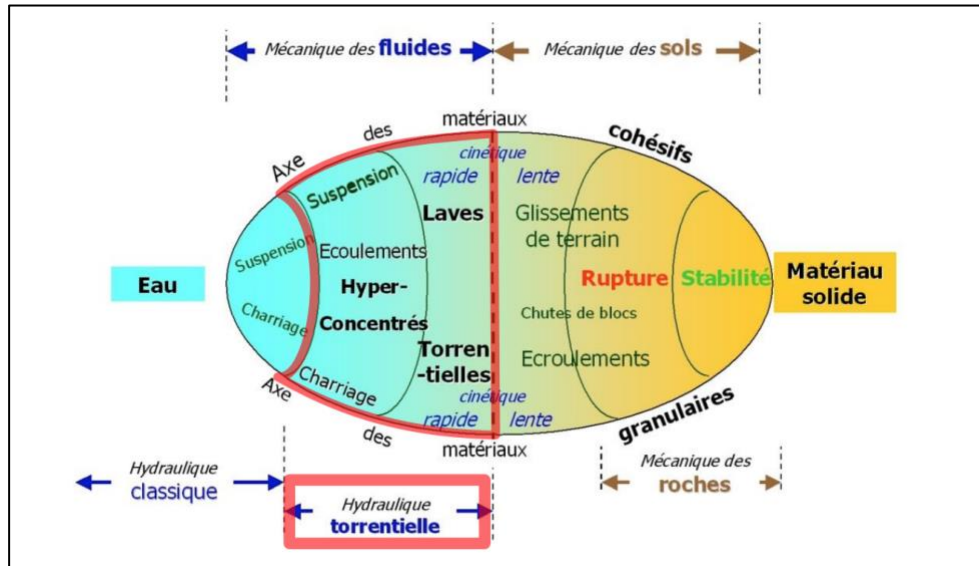 Mécanique des fluides
Mécanique des sols
Axe des matériaux cohésifs
cinétique
rapide lente
Suspension
Laves
Glissements
de terrain
Suspension
Ecoulements
Eau
Hyper-
Rupture
Stabilité
Matériau
solide
Charriage
Concentrés
Chutes de blocs
Torren
-tielles
Ecroulements
Charriage
cinétique
rapide lente
Axe des matériaux granulaires
Hydraulique
classique
Hydraulique
torrentielle
Mécanique des
roches